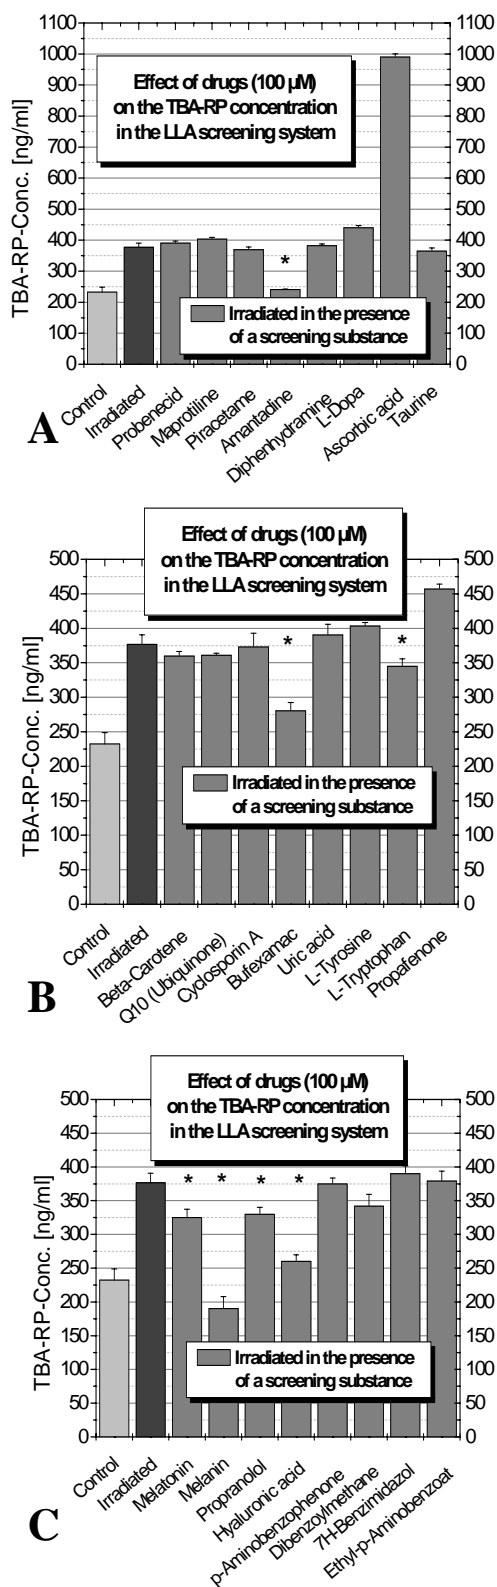 1100 1100
1000 1000
900 900
800 800
700 700
600 600
500 500
400 400
300 300
200 200
100 100
0 0
TBA-RP-Conc. [ng/ml]
Effect of drugs (100 µM)
on the TBA-RP concentration
in the LLA screening system
*
Irradiated in the presence
of a screening substance
Control
Irradiated
Probenecid
Maprotiline
Piracetame
Amantadine
Diphenhydramine
L-Dopa
Ascorbic acid
Taurine
A
Effect of drugs (100 µM)
on the TBA-RP concentration
in the LLA screening system
500 500
450 450
400 400
350 350
300 300
250 250
200 200
150 150
100 100
50 50
0 0
TBA-RP-Conc. [ng/ml]
* *
Irradiated in the presence
of a screening substance
Control
Irradiated
Beta-Carotene
Q10 (Ubiquinone)
Cyclosporin A
Bufexamac
Uric acid
L-Tyrosine
L-Tryptophan
Propafenone
B
Effect of drugs (100 µM)
on the TBA-RP concentration
in the LLA screening system
500 500
450 450
400 400
350 350
300 300
250 250
200 200
150 150
100 100
50 50
0 0
TBA-RP-Conc. [ng/ml]
* * * *
Irradiated in the presence
of a screening substance
Control
Irradiated
Melatonin
Melanin
Propranolol
Hyaluronic acid
p-Aminobenzophenone
Dibenzoylmethane
7H-Benzimidazol
Ethyl-p-Aminobenzoat
C